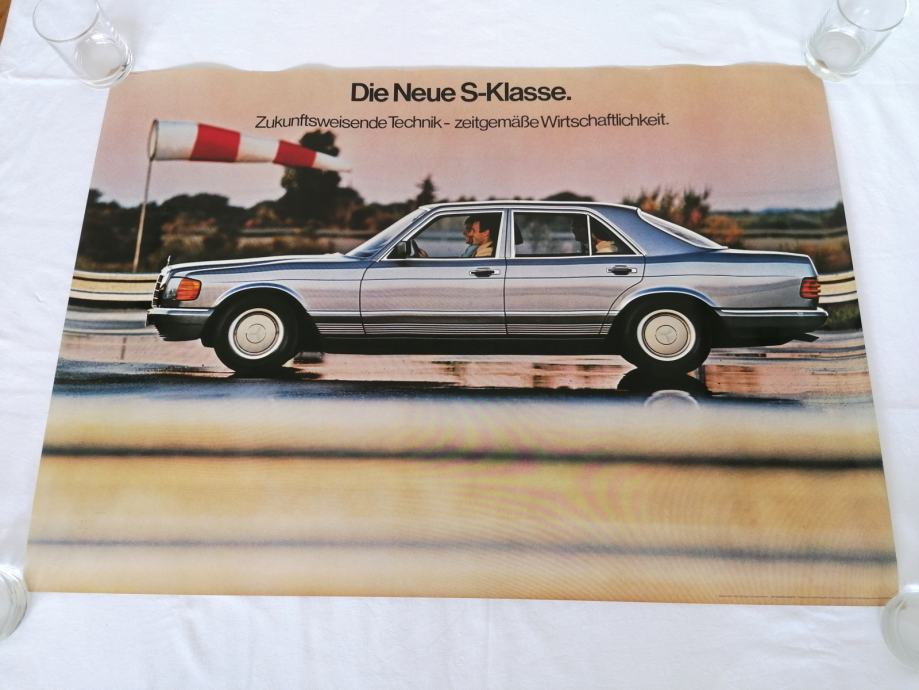 Die Neue S-Klasse.
Zukunftsweisende Technik - zeitgemäße Wirtschaftlichkeit.